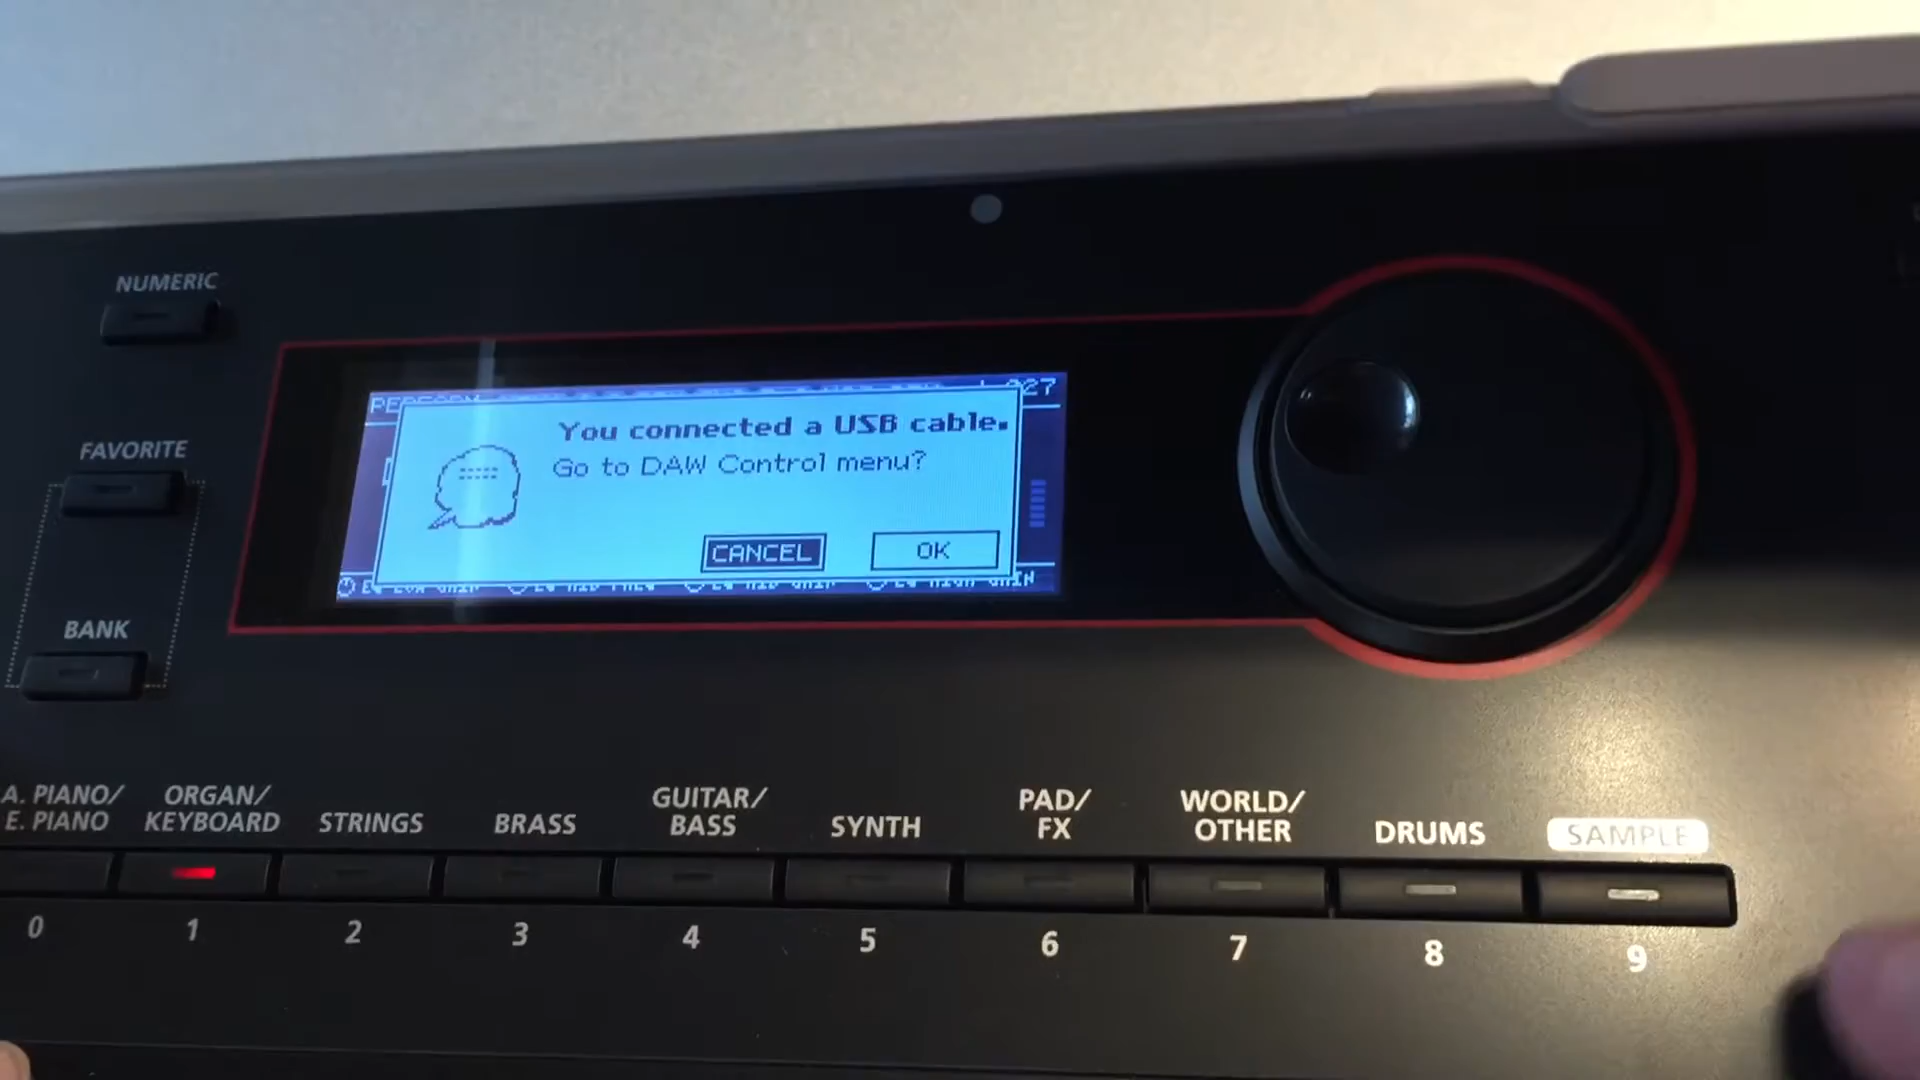 NUMERIC
FAVORITE
BANK
PERFORM
027
You connected a USB cable.
Go to DAW Control menu?
CANCEL
OK
A. PIANO/
E. PIANO
ORGAN/
KEYBOARD
STRINGS
BRASS
GUITAR/
BASS
SYNTH
PAD/
FX
WORLD/
OTHER
DRUMS
SAMPLE
0
1
2
3
4
5
6
7
8
9